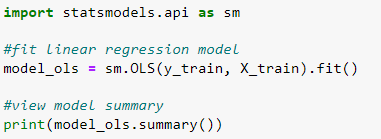 import statsmodels.api as sm
#fit linear regression model
model_ols = sm.OLS(y_train, X_train).fit()
#view model summary
print(model_ols.summary())